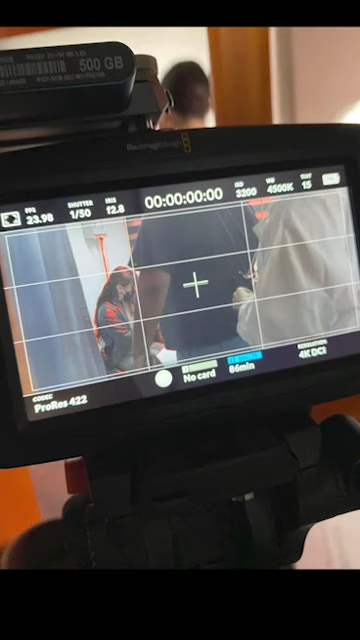 500 GB
Blackmagicdesign
FPS
23.98
SHUTTER
1/50
IRIS
f2.8
00:00:00:00
ISO
3200
WB
4500K
TINT
15
CODEC
ProRes 422
1
No card
86min
RESOLUTION
4K DCI